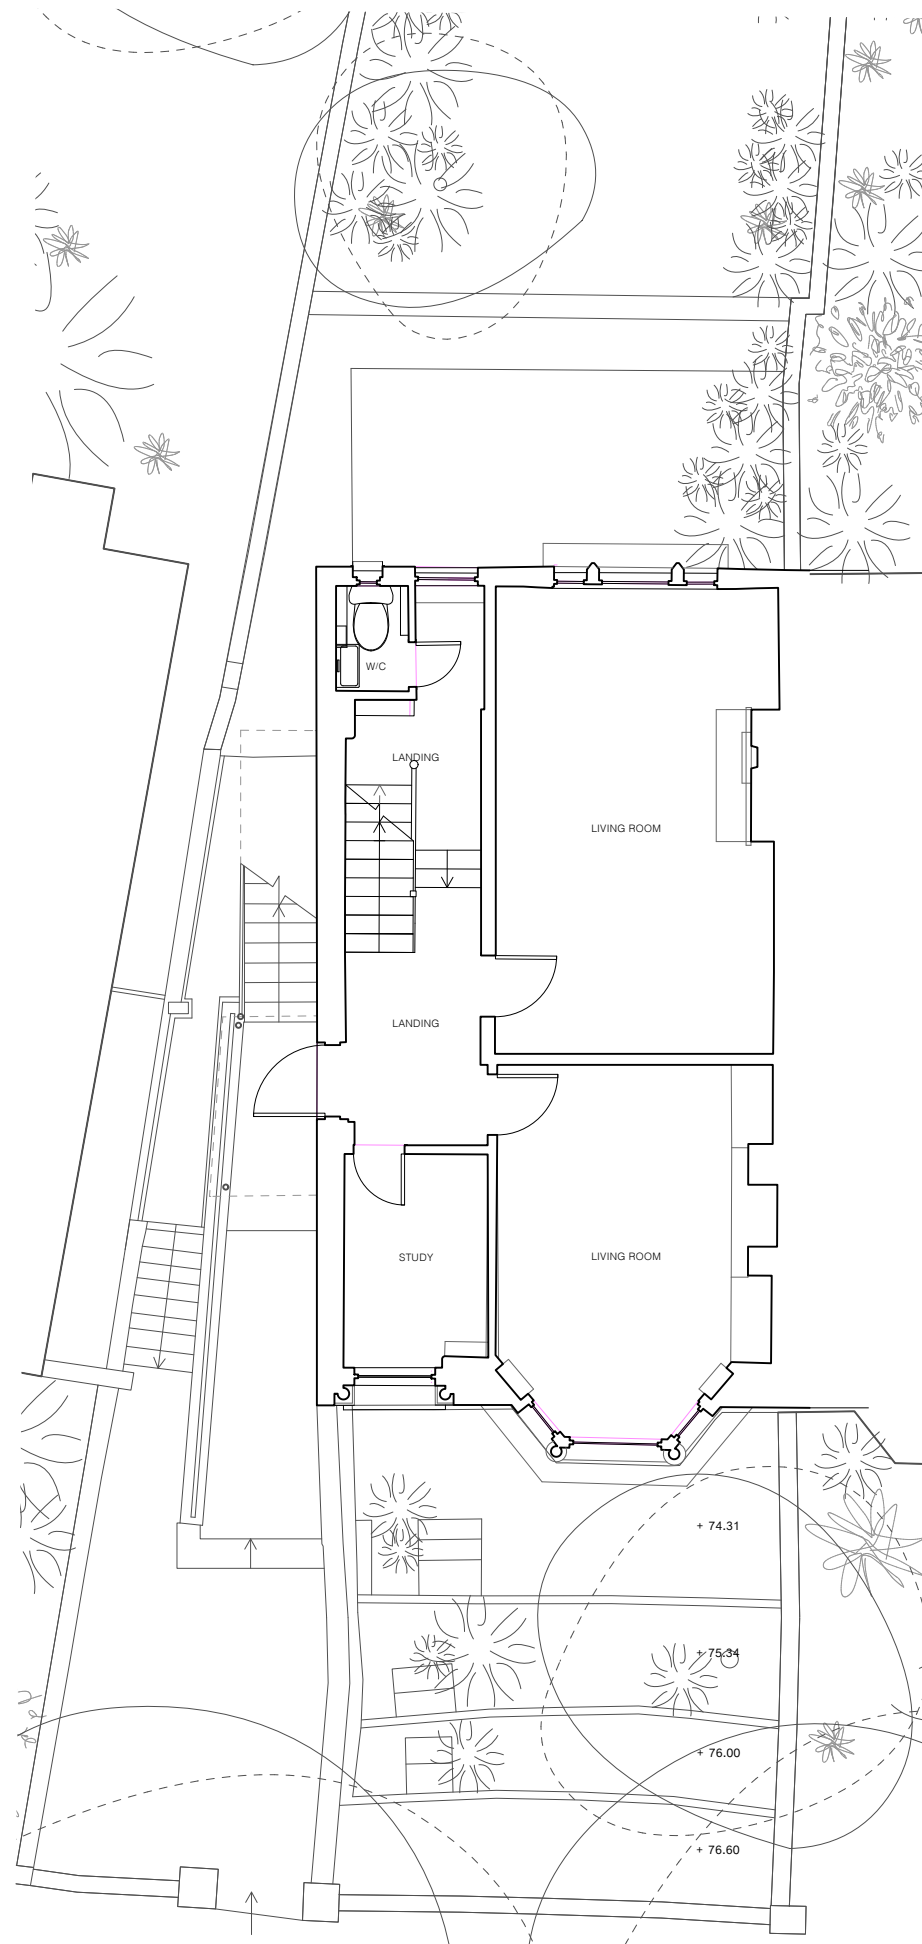 W/C
LANDING
LIVING ROOM
LANDING
STUDY
LIVING ROOM
+ 74.31
+ 75.34
+ 76.00
+ 76.60